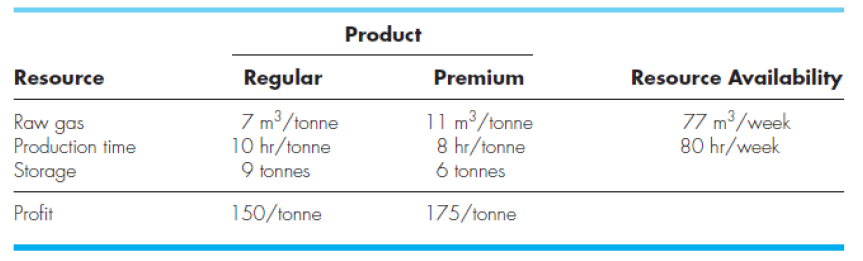 Product
Resource Regular Premium Resource Availability
Raw gas 7 m³/tonne 11 m³/tonne 77 m³/week
Production time 10 hr/tonne 8 hr/tonne 80 hr/week
Storage 9 tonnes 6 tonnes
Profit 150/tonne 175/tonne